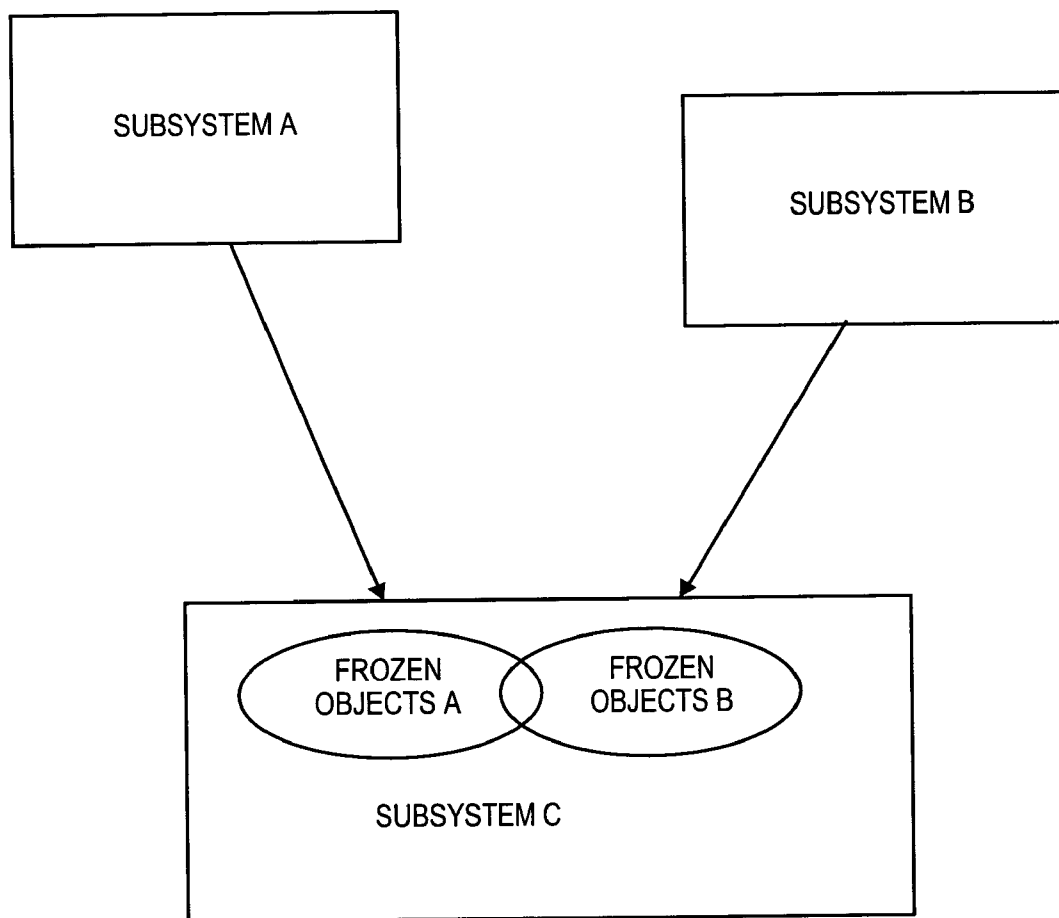 SUBSYSTEM A
SUBSYSTEM B
FROZEN
OBJECTS A
FROZEN
OBJECTS B
SUBSYSTEM C